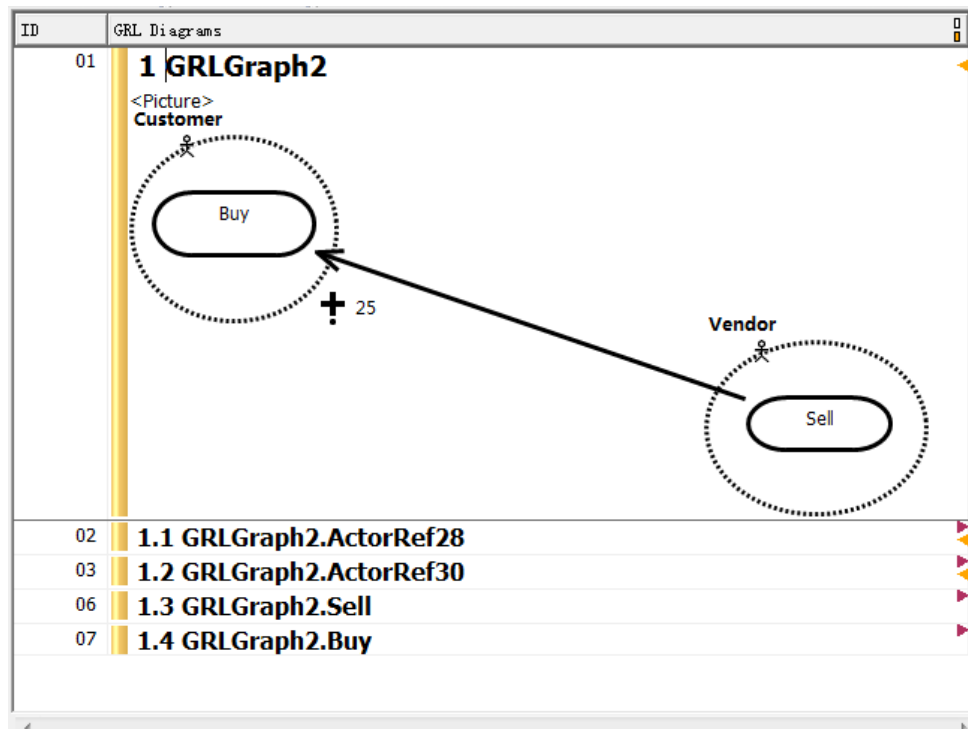 ID GRL Diagrams
01 1 GRLGraph2
<Picture>
Customer
Buy
25
Vendor
Sell
02 1.1 GRLGraph2.ActorRef28
03 1.2 GRLGraph2.ActorRef30
06 1.3 GRLGraph2.Sell
07 1.4 GRLGraph2.Buy